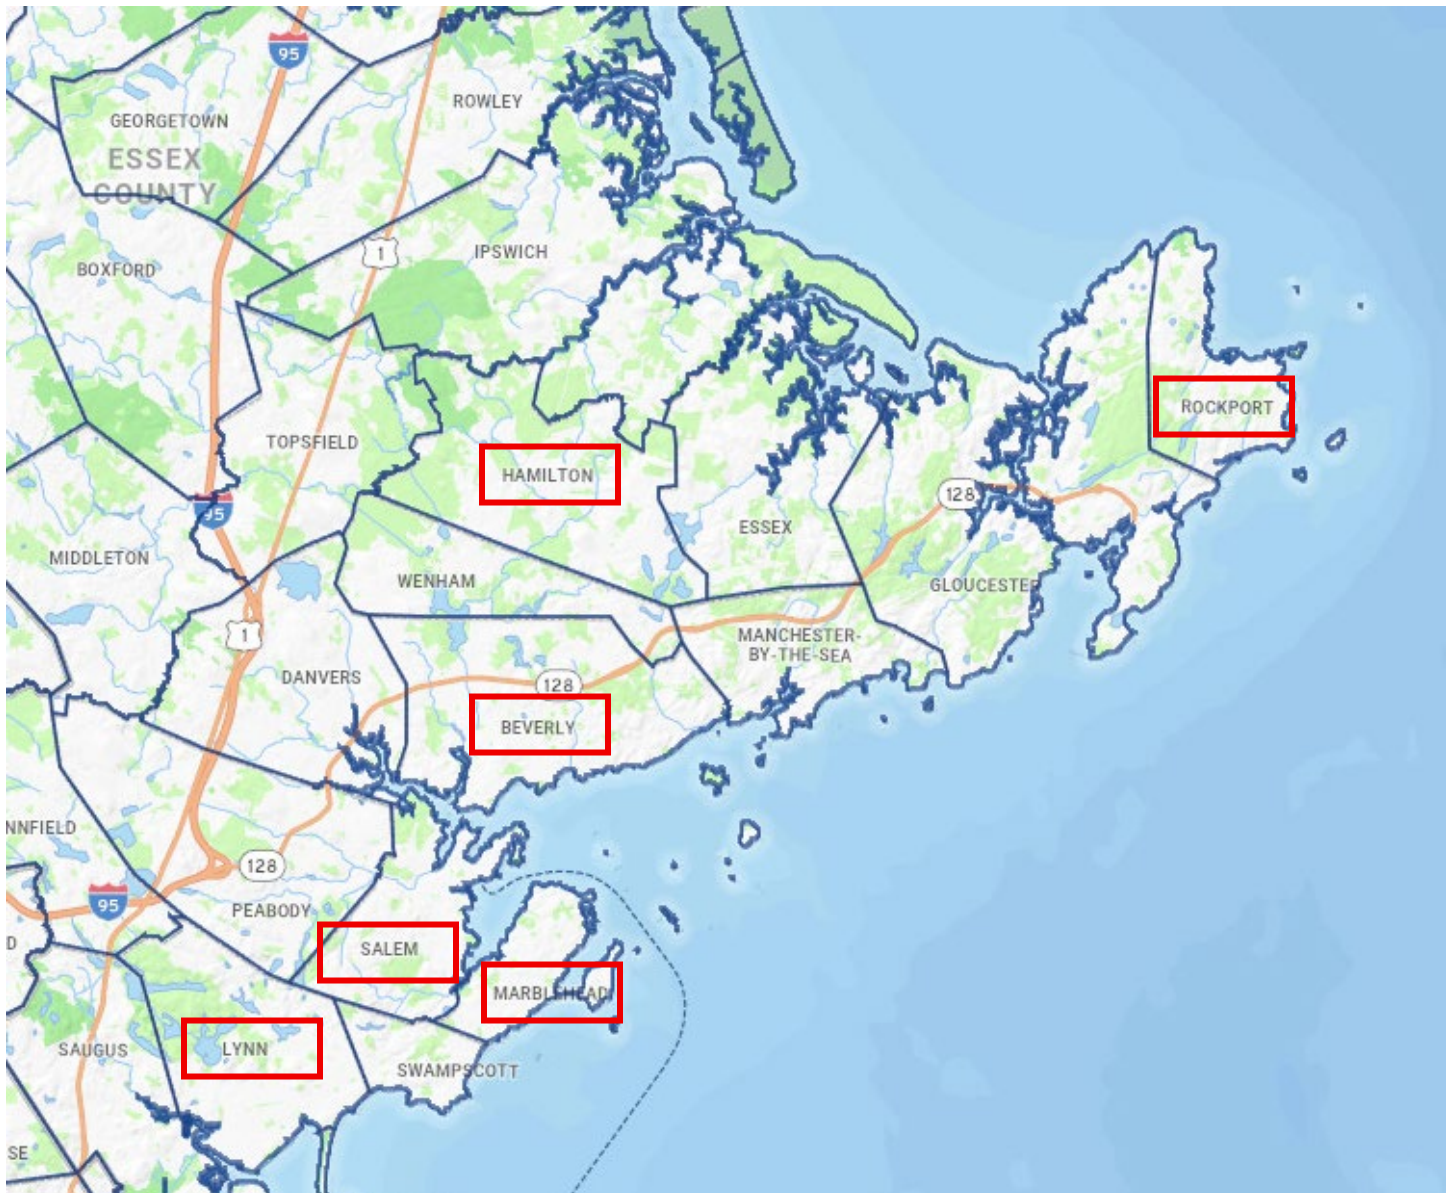 95
ROWLEY
GEORGETOWN
ESSEX
COUNTY
1
IPSWICH
BOXFORD
ROCKPORT
TOPSFIELD
HAMILTON
128
95
ESSEX
MIDDLETON
WENHAM
GLOUCESTER
1
MANCHESTER-
BY-THE-SEA
DANVERS
128
BEVERLY
NNFIELD
128
95
PEABODY
D
SALEM
MARBLEHEAD
SAUGUS
LYNN
SWAMPSCOTT
SE